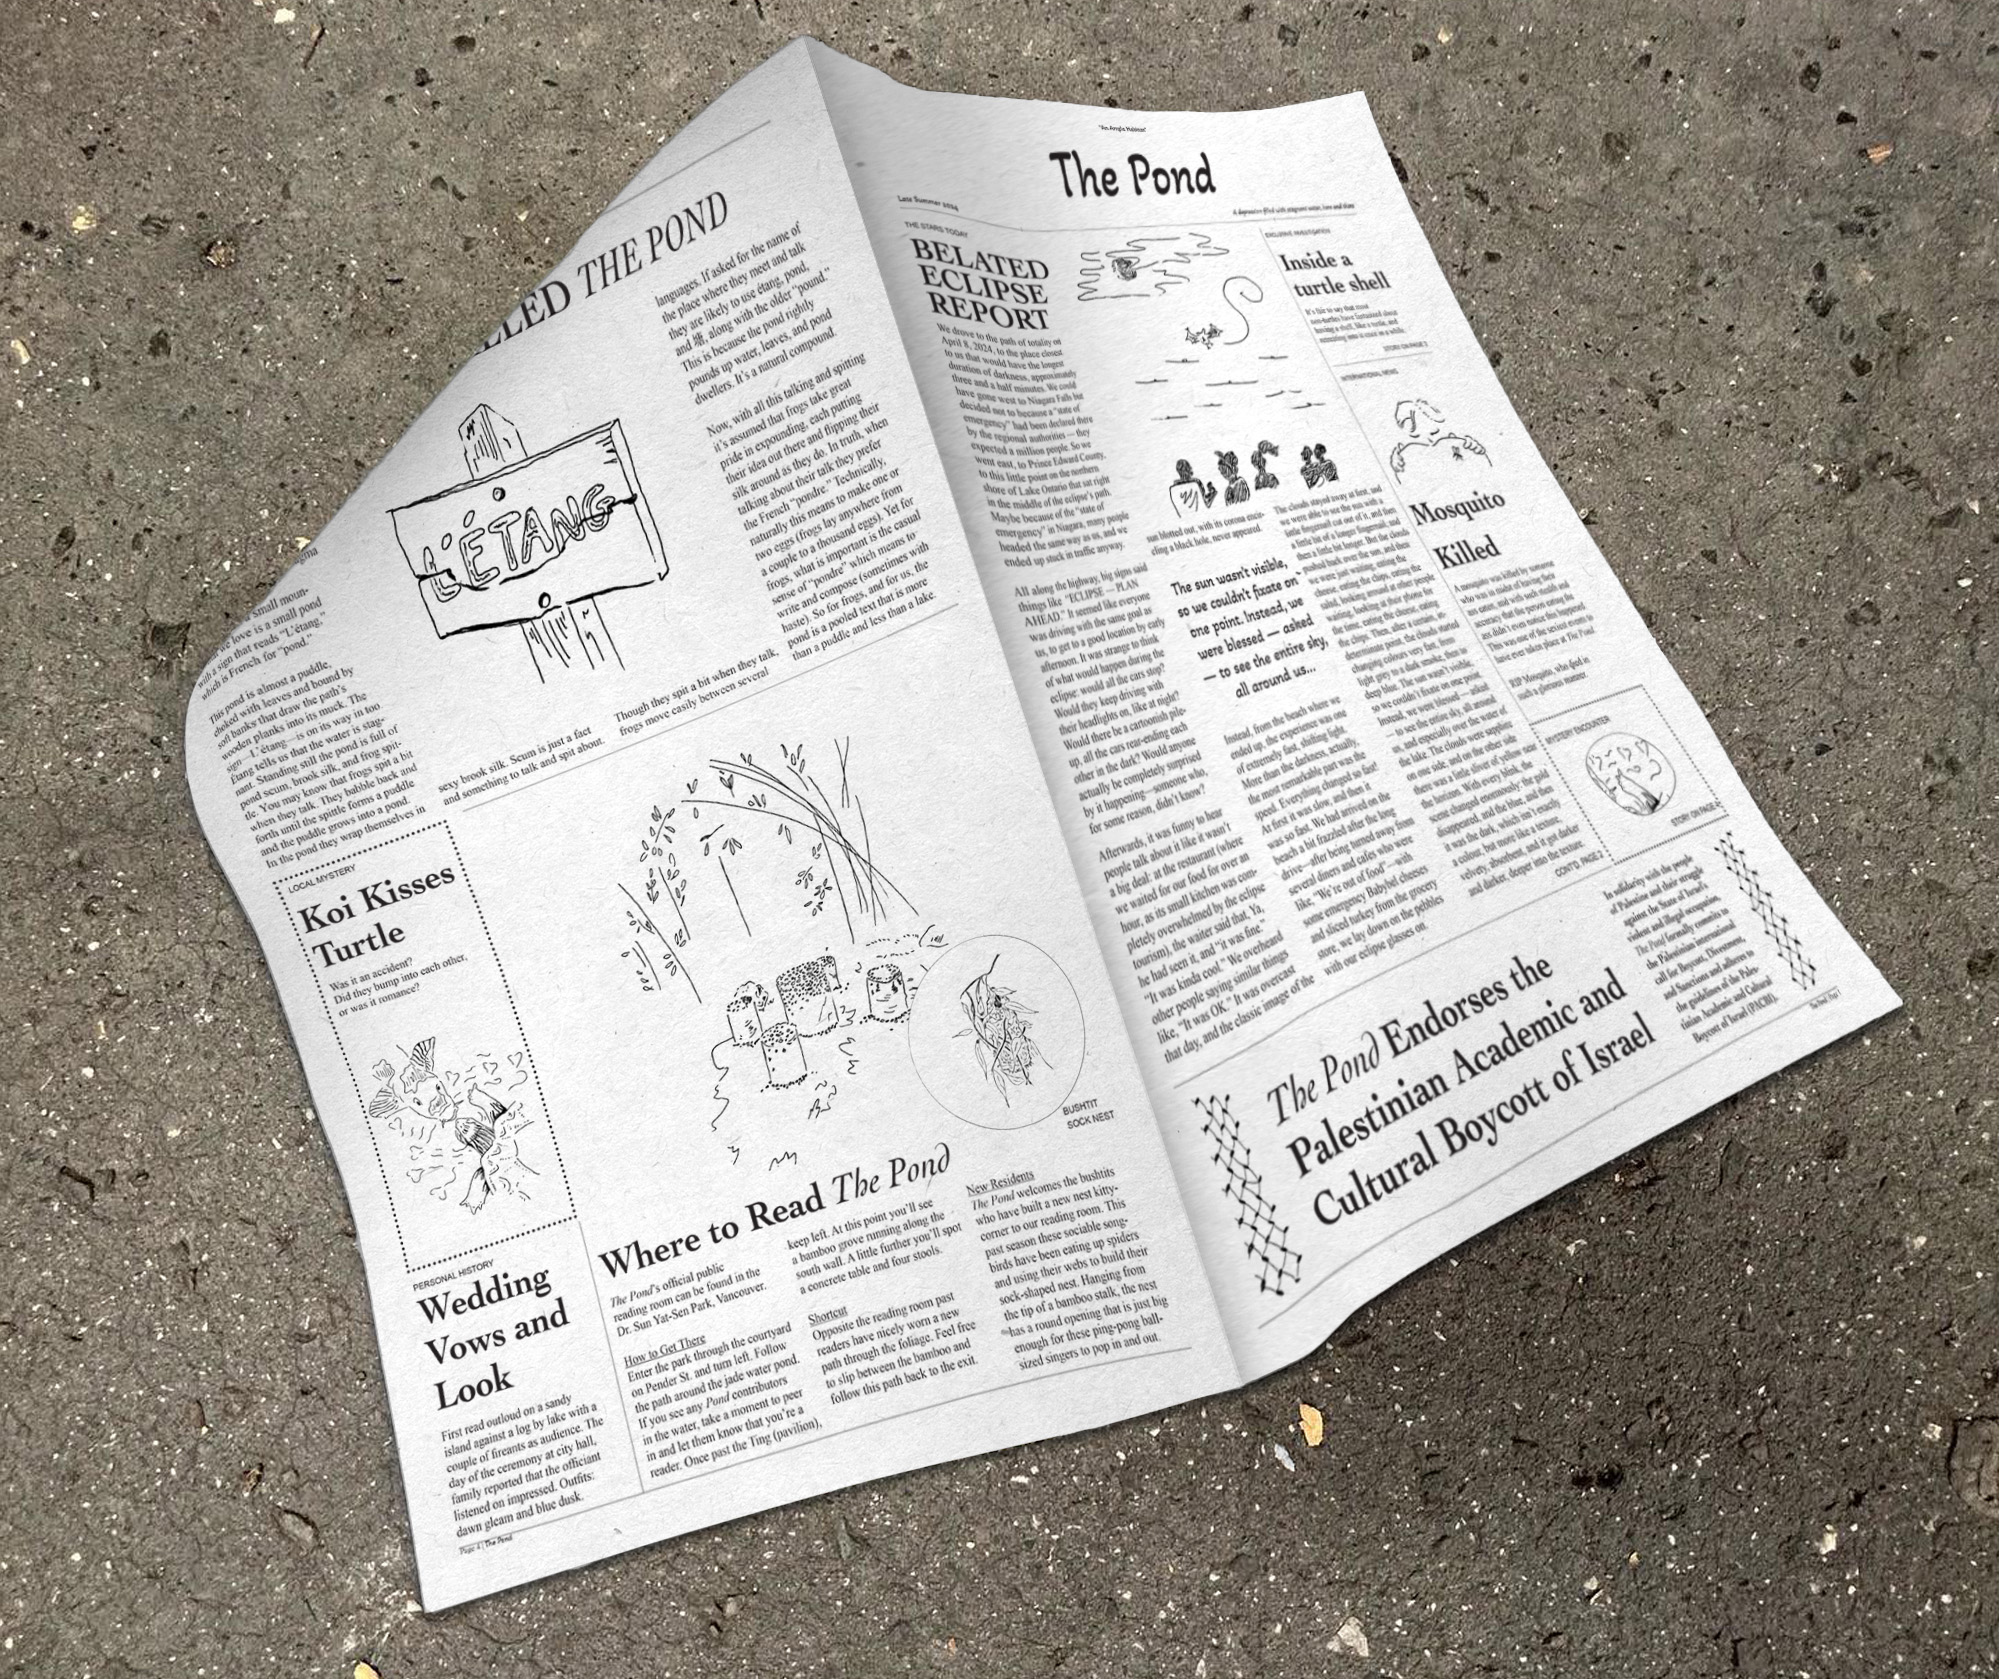 LLED THE POND
small moun-
we love is a small pond
with a sign that reads "L'étang,"
which is French for "pond."
This pond is almost a puddle,
choked with leaves and bound by
soft banks that draw the path's
wooden planks into its muck. The
sign—L'étang—is on its way in too
Étang tells us that the water is stag-
nant. Standing still the pond is full of
pond scum, brook silk, and frog spit-
tle. You may know that frogs spit a bit
when they talk. They babble back and
forth until the spittle forms a puddle
and the puddle grows into a pond.
In the pond they wrap themselves in
L'ÉTANG
sexy brook silk. Scum is just a fact
and something to talk and spit about.
Though they spit a bit when they talk,
frogs move easily between several
languages. If asked for the name of
the place where they meet and talk
they are likely to use étang, pond,
and 塘, along with the older "pound."
This is because the pond rightly
pounds up water, leaves, and pond
dwellers. It's a natural compound.
Now, with all this talking and spitting
it's assumed that frogs take great
pride in expounding, each putting
their idea out there and flipping their
silk around as they do. In truth, when
talking about their talk they prefer
the French "pondre." Technically,
naturally this means to make one or
two eggs (frogs lay anywhere from
a couple to a thousand eggs). Yet for
frogs, what is important is the casual
sense of "pondre" which means to
write and compose (sometimes with
haste). So for frogs, and for us, the
pond is a pooled text that is more
than a puddle and less than a lake.
LOCAL MYSTERY
Koi Kisses
Turtle
Was it an accident?
Did they bump into each other,
or was it romance?
PERSONAL HISTORY
Wedding
Vows and
Look
First read outloud on a sandy
island against a log by lake with a
couple of fireants as audience. The
day of the ceremony at city hall,
family reported that the officiant
listened on impressed. Outfits:
dawn gleam and blue dusk.
Page 4 | The Pond
BUSHTIT
SOCK NEST
Where to Read The Pond
The Pond's official public
reading room can be found in the
Dr. Sun Yat-Sen Park, Vancouver.
How to Get There
Enter the park through the courtyard
on Pender St. and turn left. Follow
the path around the jade water pond.
If you see any Pond contributors
in the water, take a moment to peer
in and let them know that you're a
reader. Once past the Ting (pavilion),
keep left. At this point you'll see
a bamboo grove running along the
south wall. A little further you'll spot
a concrete table and four stools.
Shortcut
Opposite the reading room past
readers have nicely worn a new
path through the foliage. Feel free
to slip between the bamboo and
follow this path back to the exit.
New Residents
The Pond welcomes the bushtits
who have built a new nest kitty-
corner to our reading room. This
past season these sociable song-
birds have been eating up spiders
and using their webs to build their
sock-shaped nest. Hanging from
the tip of a bamboo stalk, the nest
has a round opening that is just big
enough for these ping-pong ball-
sized singers to pop in and out.
The Pond
Late Summer 2024
A depression filled with stagnant water, love and time
THE STARS TODAY
BELATED
ECLIPSE
REPORT
We drove to the path of totality on
April 8, 2024, to the place closest
to us that would have the longest
duration of darkness, approximately
three and a half minutes. We could
have gone west to Niagara Falls but
decided not to because a "state of
emergency" had been declared there
by the regional authorities — they
expected a million people. So we
went east, to Prince Edward County,
to this little point on the northern
shore of Lake Ontario that sat right
in the middle of the eclipse's path.
Maybe because of the "state of
emergency" in Niagara, many people
headed the same way as us, and we
ended up stuck in traffic anyway.
All along the highway, big signs said
things like "ECLIPSE — PLAN
AHEAD." It seemed like everyone
was driving with the same goal as
us, to get to a good location by early
afternoon. It was strange to think
of what would happen during the
eclipse: would all the cars stop?
Would they keep driving with
their headlights on, like at night?
Would there be a cartoonish pile-
up, all the cars rear-ending each
other in the dark? Would anyone
actually be completely surprised
by it happening—someone who,
for some reason, didn't know?
Afterwards, it was funny to hear
people talk about it like it wasn't
a big deal: at the restaurant (where
we waited for our food for over an
hour, as its small kitchen was com-
pletely overwhelmed by the eclipse
tourism), the waiter said that, Ya,
he had seen it, and "it was fine."
"It was kinda cool." We overheard
other people saying similar things
like, "It was OK." It was overcast
that day, and the classic image of the
sun blotted out, with its corona encir-
cling a black hole, never appeared.
The sun wasn't visible,
so we couldn't fixate on
one point. Instead, we
were blessed — asked
— to see the entire sky,
all around us...
Instead, from the beach where we
ended up, the experience was one
of extremely fast, shifting light.
More than the darkness, actually,
the most remarkable part was the
speed. Everything changed so fast!
At first it was slow, and then it
was so fast. We had arrived on the
beach a bit frazzled after the long
drive—after being turned away from
several diners and cafes who were
like, "We're out of food"—with
some emergency Babybel cheeses
and sliced turkey from the grocery
store, we lay down on the pebbles
with our eclipse glasses on.
The clouds stayed away at first, and
we were able to see the sun with a
little fingernail cut out of it, and then
a little bit of a longer fingernail, and
then a little bit longer. But the clouds
pushed back over the sun, and then
we were just waiting, eating the
cheese, eating the chips, eating the
salad, looking around at other people
waiting, looking at their phones for
the time, eating the cheese, eating
the chips. Then, after a certain, in-
determinate point, the clouds started
changing colours very fast, from
light grey to a dark smoke, then to
deep blue. The sun wasn't visible,
so we couldn't fixate on one point.
Instead, we were blessed — asked
— to see the entire sky, all around
us, and especially over the water of
the lake. The clouds were sapphire
on one side, and on the other side
there was a little sliver of yellow near
the horizon. With every blink, the
scene changed enormously: the gold
disappeared, and the blue, and then
it was the dark, which isn't exactly
a colour, but more like a texture,
velvety, absorbent, and it got darker
and darker, deeper into the texture.
CONT'D. PAGE 2
EXCLUSIVE INVESTIGATION
Inside a
turtle shell
It's fair to say that most
non-turtles have fantasized about
having a shell, like a turtle, and
retreating into it once in a while.
STORY ON PAGE 3
INTERNATIONAL NEWS
Mosquito
Killed
A mosquito was killed by someone
who was in midst of having their
ass eaten, and with such deadly
accuracy that the person eating the
ass didn't even notice this happened.
This was one of the sexiest events to
have ever taken place at The Pond.
RIP Mosquito, who died in
such a glorious manner.
MYSTERY ENCOUNTER
STORY ON PAGE
The Pond Endorses the
Palestinian Academic and
Cultural Boycott of Israel
In solidarity with the people
of Palestine and their struggle
against the State of Israel's
violent and illegal occupation,
The Pond formally commits to
the Palestinian international
call for Boycott, Divestment,
and Sanctions and adheres to
the guidelines of the Pales-
tinian Academic and Cultural
Boycott of Israel (PACBI).
The Pond | Page 1